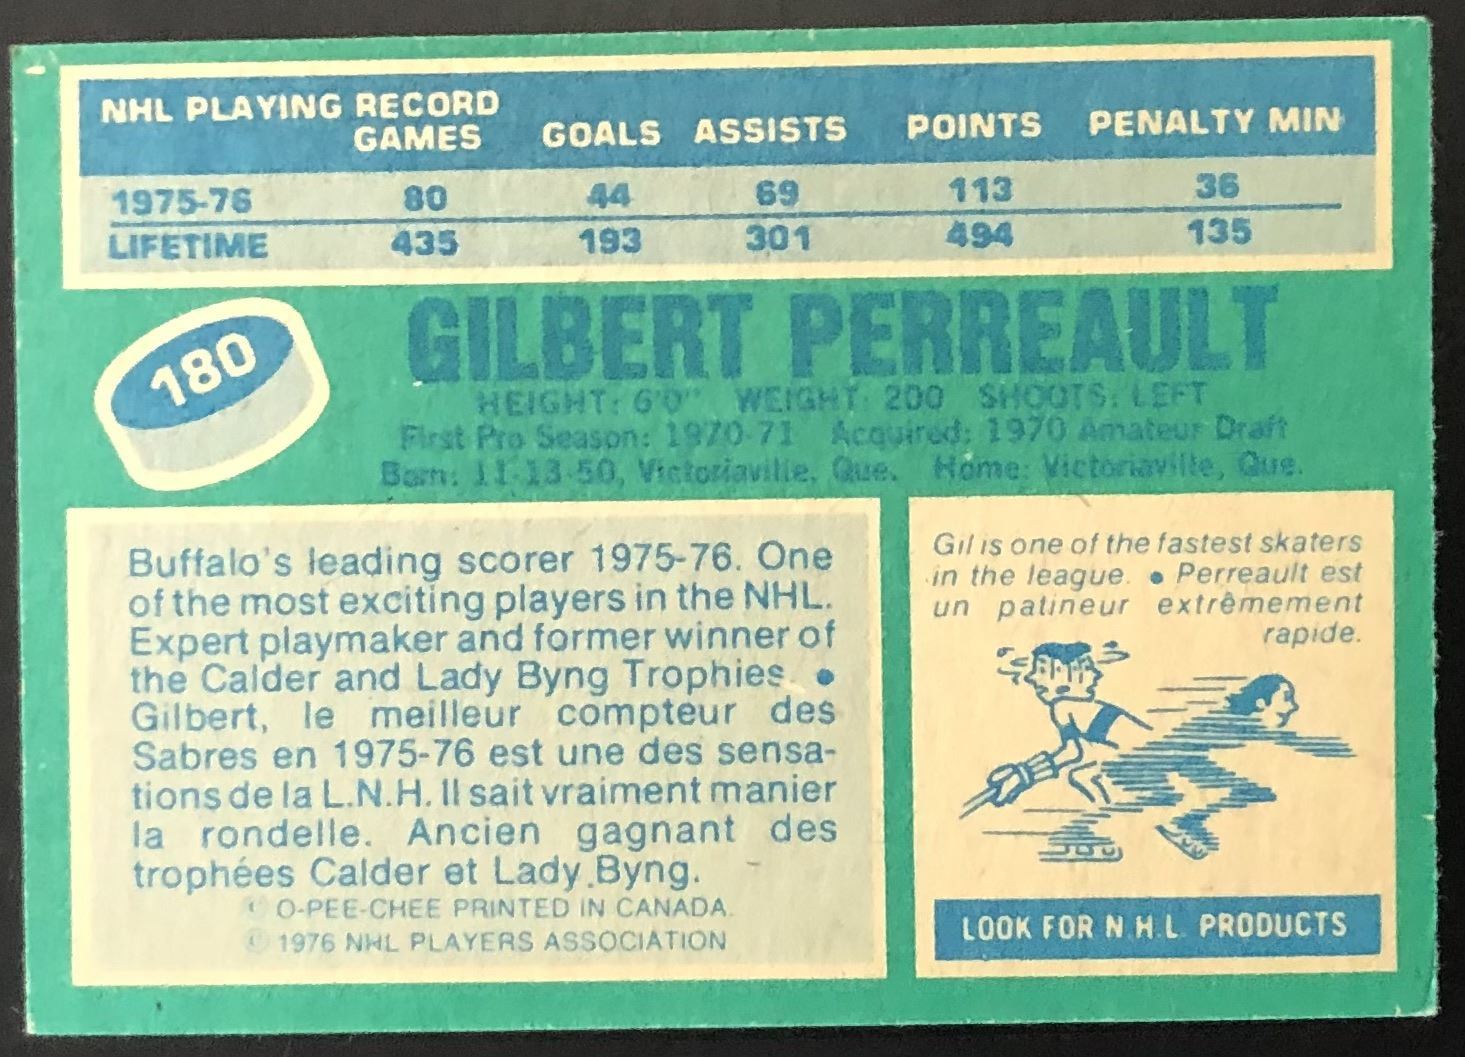 NHL PLAYING RECORD
GAMES GOALS ASSISTS POINTS PENALTY MIN
1975-76 80 44 69 113 36
LIFETIME 435 193 301 494 135
180
GILBERT PERREAULT
HEIGHT: 6'0" WEIGHT: 200 SHOOTS: LEFT
First Pro Season: 1970-71 Acquired: 1970 Amateur Draft
Born: 11-13-50, Victoriaville, Que. Home: Victoriaville, Que.
Buffalo's leading scorer 1975-76. One
of the most exciting players in the NHL.
Expert playmaker and former winner of
the Calder and Lady Byng Trophies •
Gilbert, le meilleur compteur des
Sabres en 1975-76 est une des sensa-
tions de la L.N.H. Il sait vraiment manier
la rondelle. Ancien gagnant des
trophées Calder et Lady Byng.
© O-PEE-CHEE PRINTED IN CANADA.
© 1976 NHL PLAYERS ASSOCIATION
Gil is one of the fastest skaters
in the league. • Perreault est
un patineur extrêmement
rapide.
LOOK FOR N.H.L. PRODUCTS